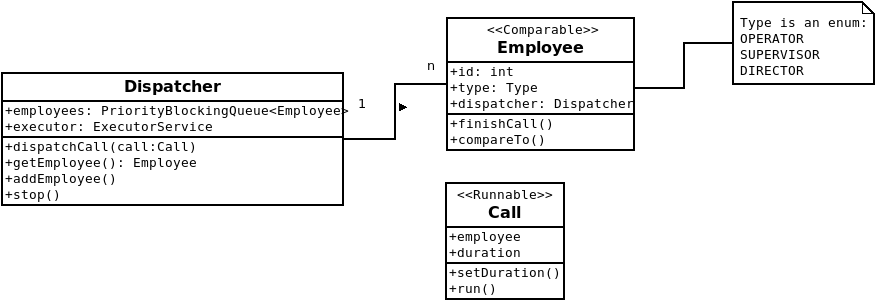 Dispatcher
+employees: PriorityBlockingQueue<Employee>
+executor: ExecutorService
+dispatchCall(call:Call)
+getEmployee(): Employee
+addEmployee()
+stop()
1
n
<<Comparable>>
Employee
+id: int
+type: Type
+dispatcher: Dispatcher
+finishCall()
+compareTo()
Type is an enum:
OPERATOR
SUPERVISOR
DIRECTOR
<<Runnable>>
Call
+employee
+duration
+setDuration()
+run()